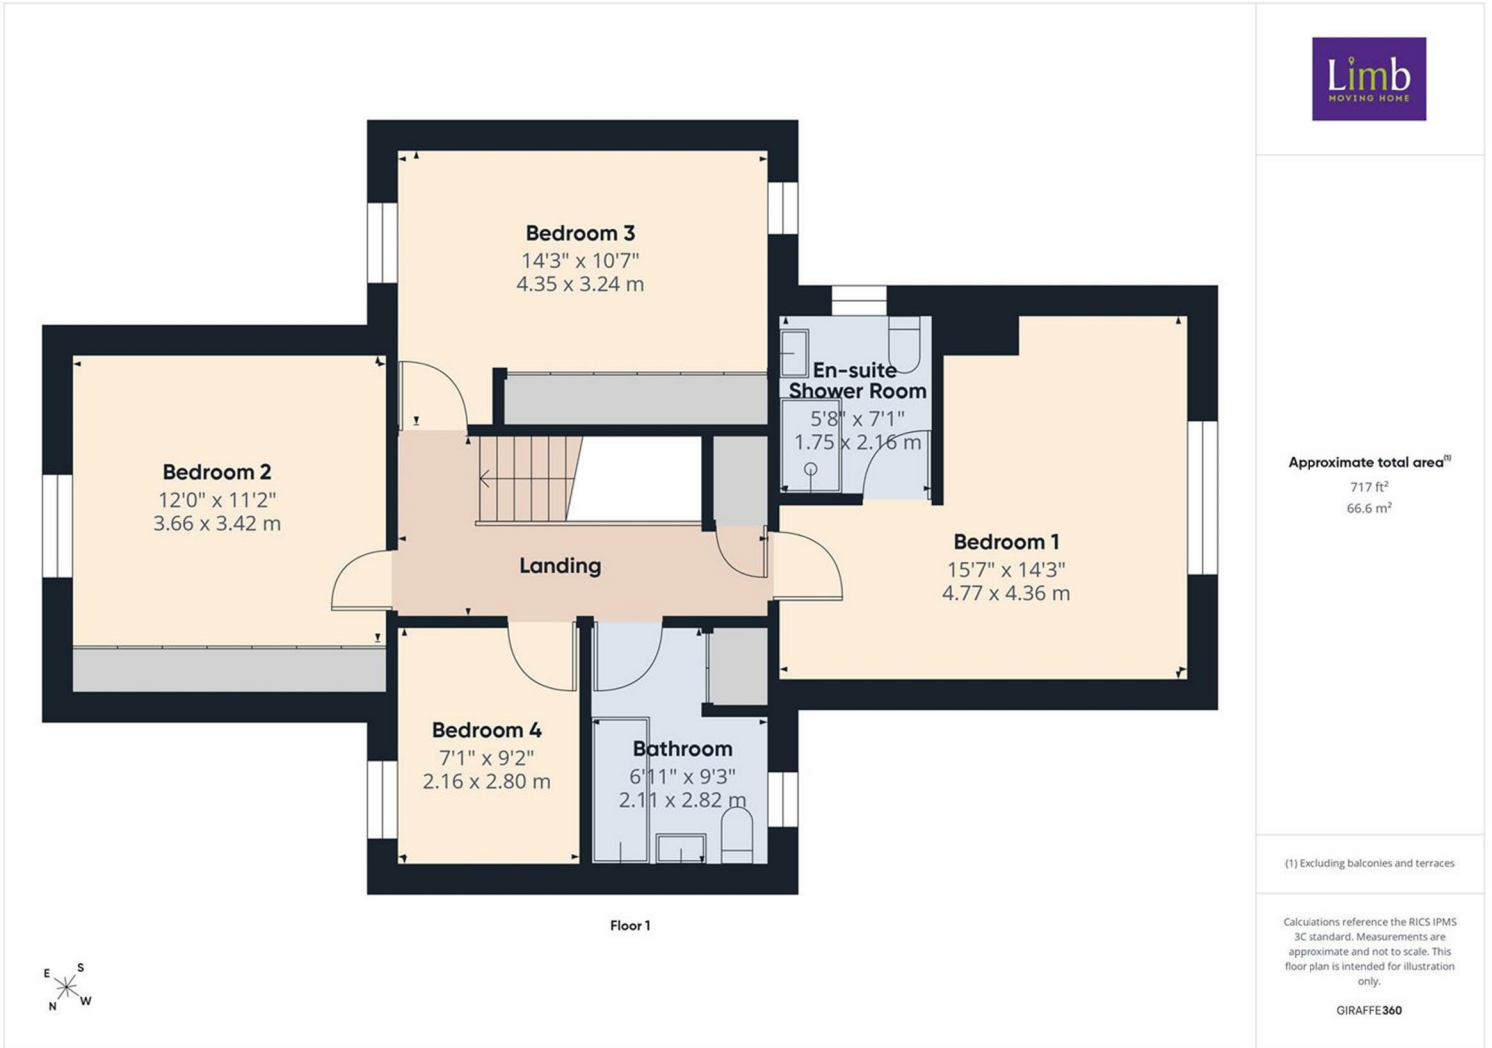 Limb
MOVING HOME
Bedroom 3
14'3" x 10'7"
4.35 x 3.24 m
En-suite
Shower Room
5'8" x 7'1"
1.75 x 2.16 m
Bedroom 2
12'0" x 11'2"
3.66 x 3.42 m
Landing
Bedroom 1
15'7" x 14'3"
4.77 x 4.36 m
Bedroom 4
7'1" x 9'2"
2.16 x 2.80 m
Bathroom
6'11" x 9'3"
2.11 x 2.82 m
Floor 1
E S
N W
Approximate total area(1)
717 ft²
66.6 m²
(1) Excluding balconies and terraces
Calculations reference the RICS IPMS
3C standard. Measurements are
approximate and not to scale. This
floor plan is intended for illustration
only.
GIRAFFE360